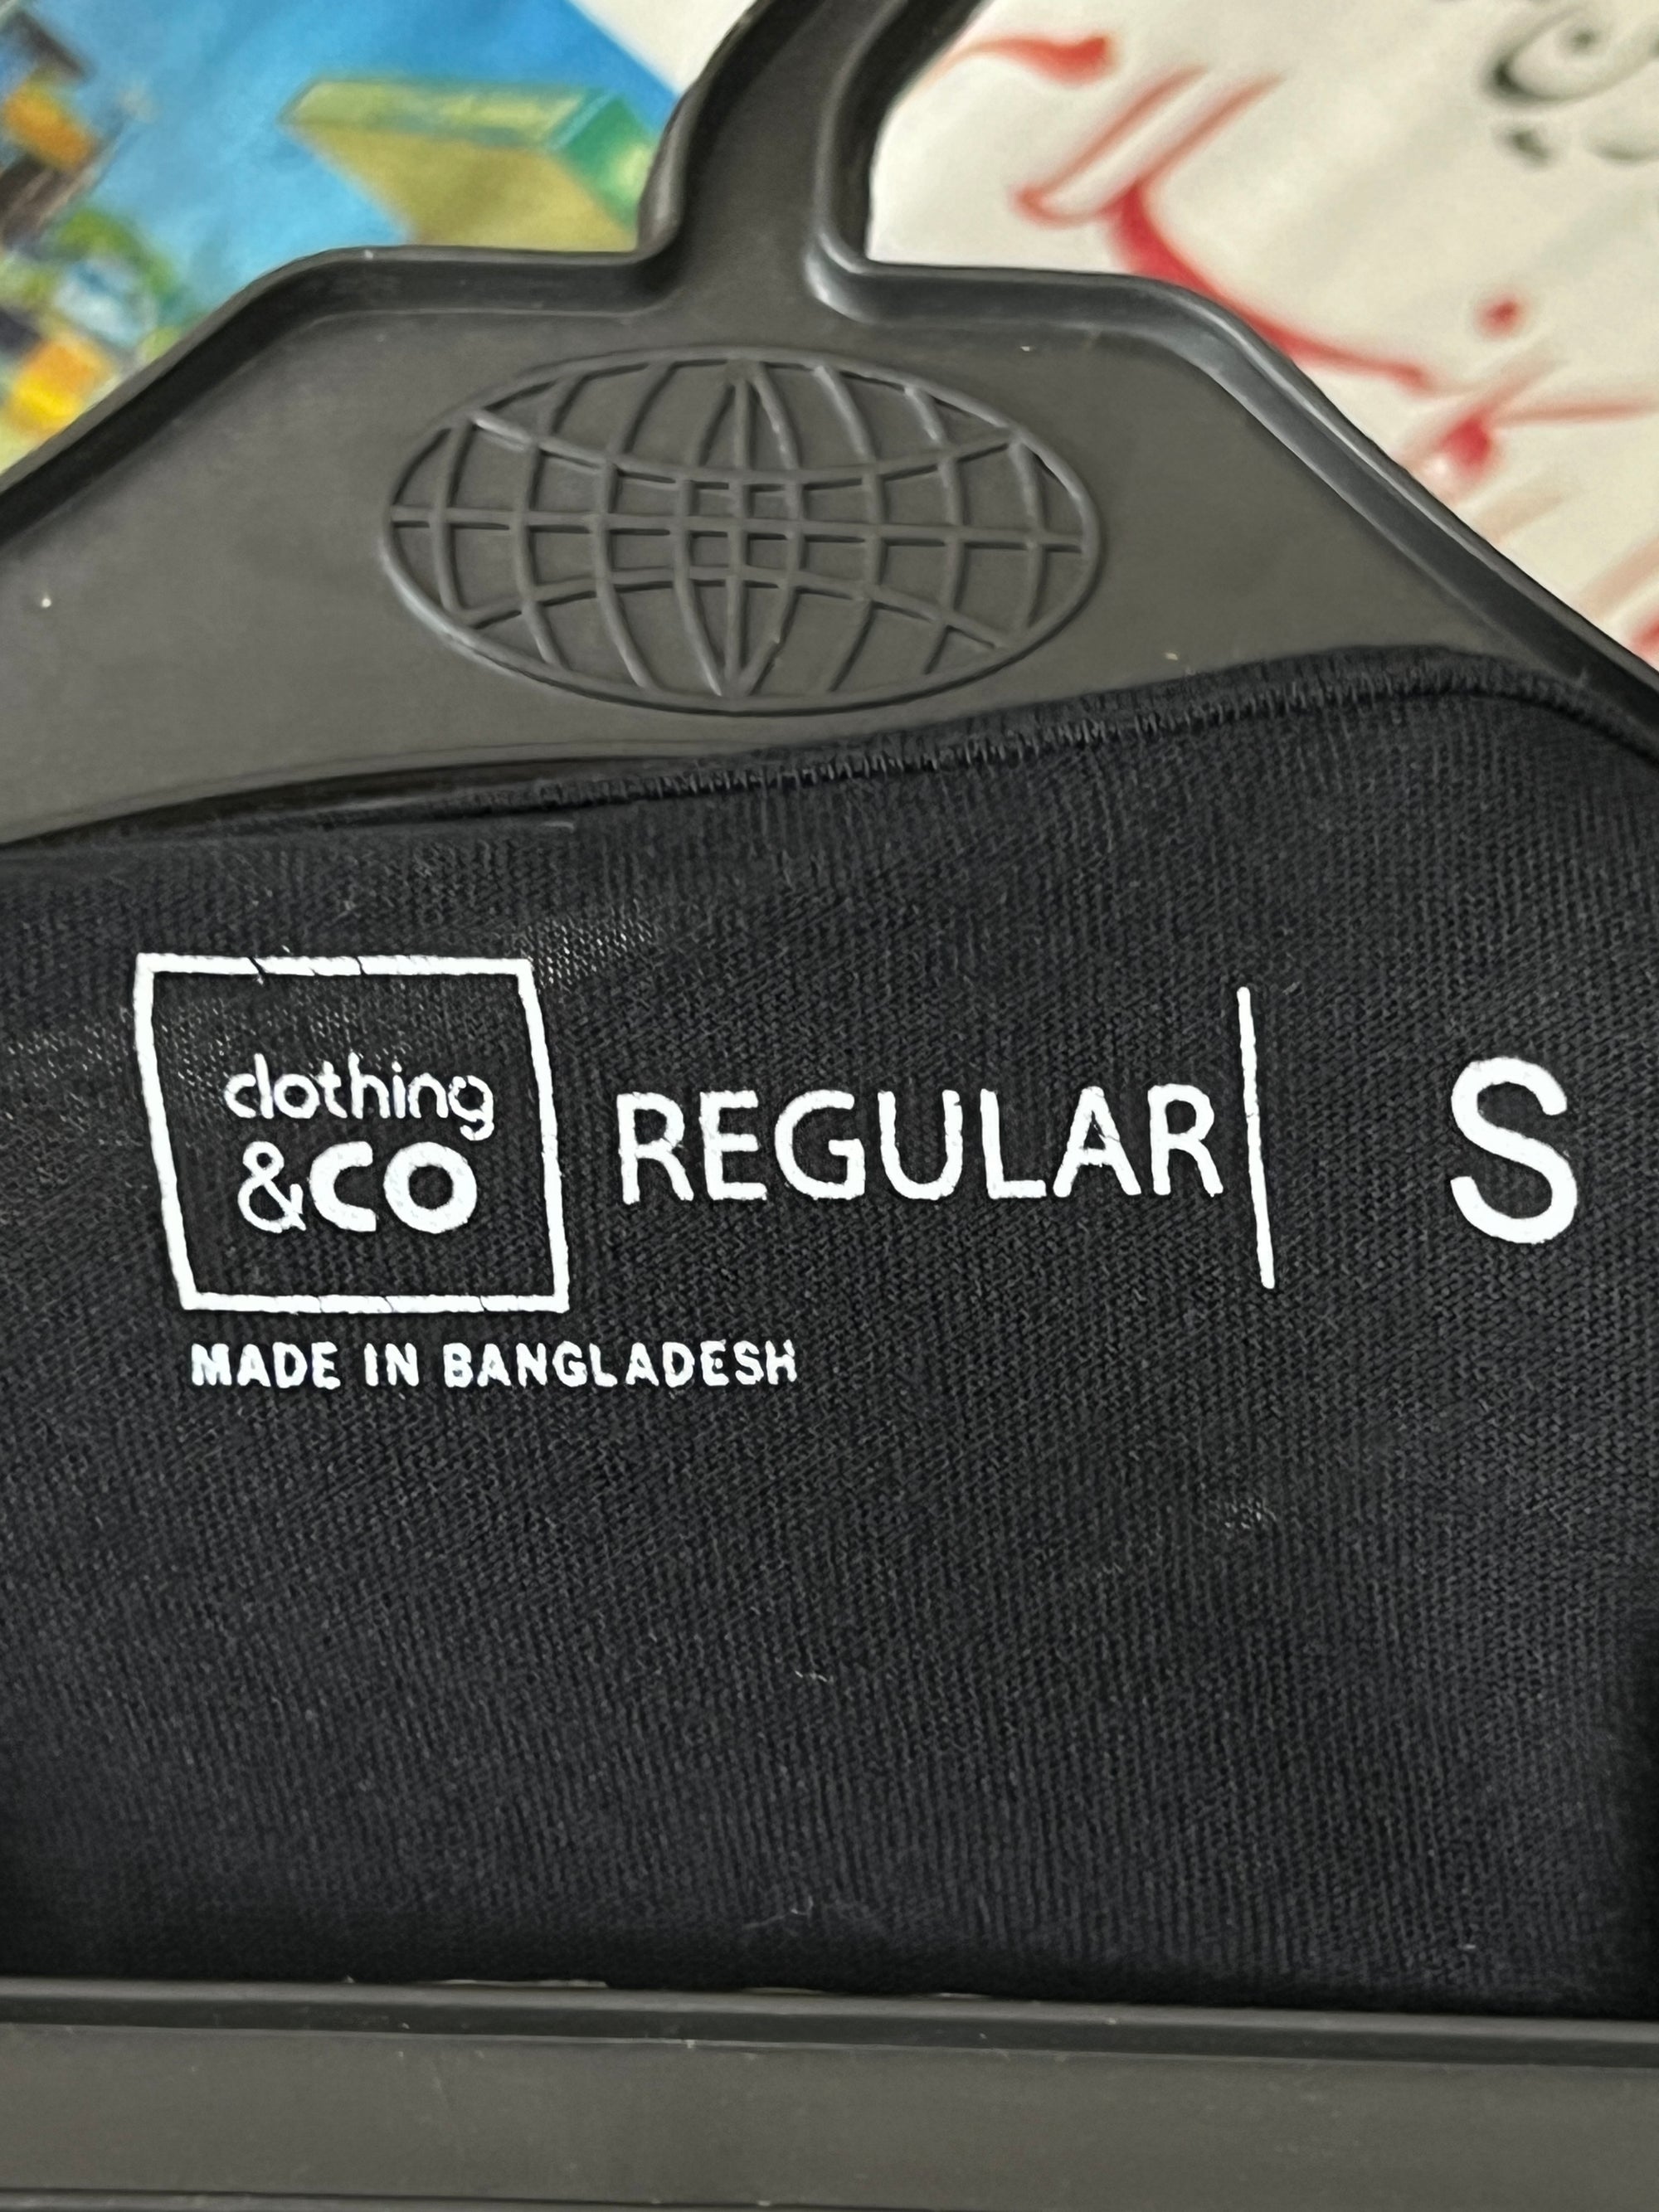 clothing
&CO
REGULAR | S
MADE IN BANGLADESH